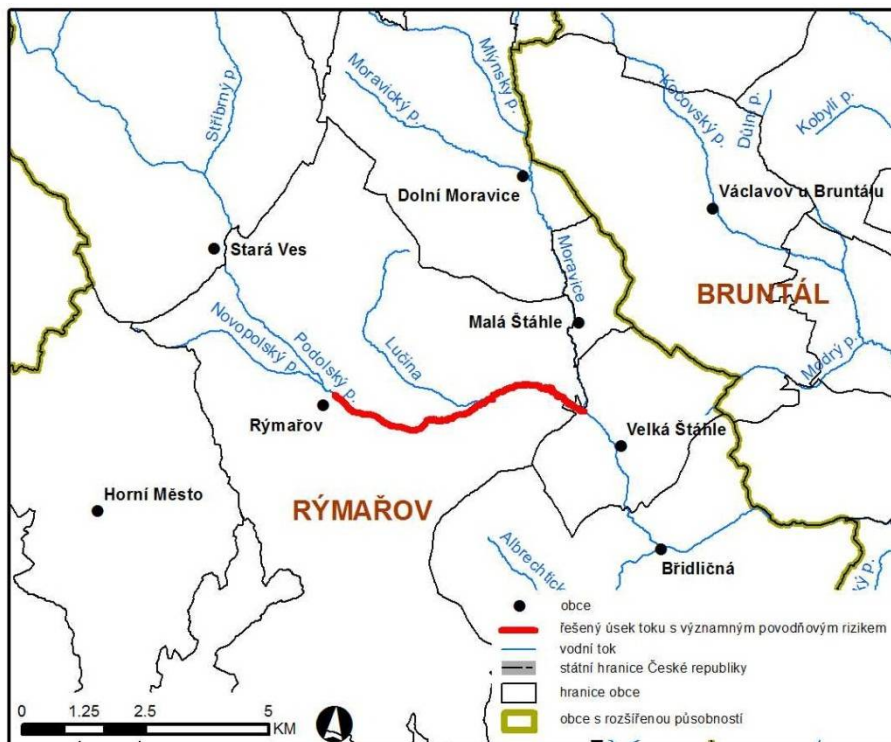 Stříbrný p.
Moravický p.
Mlýnský p.
Kočovský p.
Důlní p.
Kobylí p.
Dolní Moravice
Václavov u Bruntálu
Stará Ves
Moravice
BRUNTÁL
Novopolský p.
Podolský p.
Lučina
Malá Štáhle
Modrý p.
Rýmařov
Velká Štáhle
Horní Město
RÝMAŘOV
Albrechtick
Břidličná
ký p.
obce
řešený úsek toku s významným povodňovým rizikem
vodní tok
státní hranice České republiky
hranice obce
obce s rozšířenou působností
0 1.25 2.5 5
KM